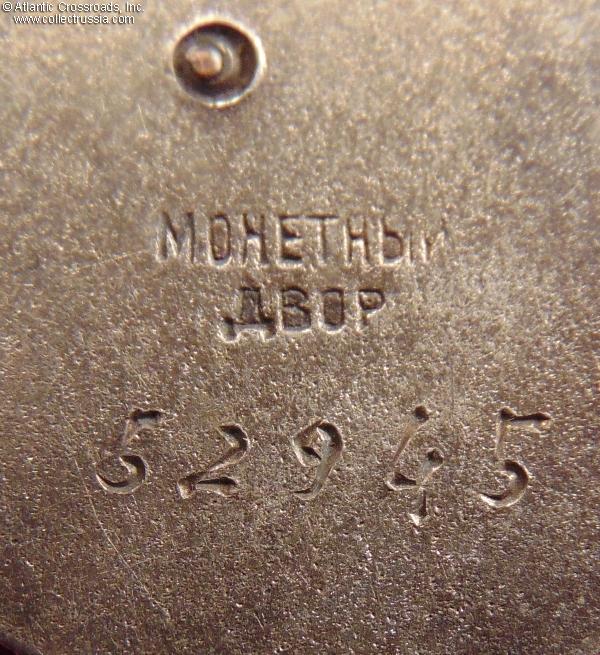 © Atlantic Crossroads, Inc.
www.collectrussia.com
МОНЕТНЫЙ
ДВОР
52945